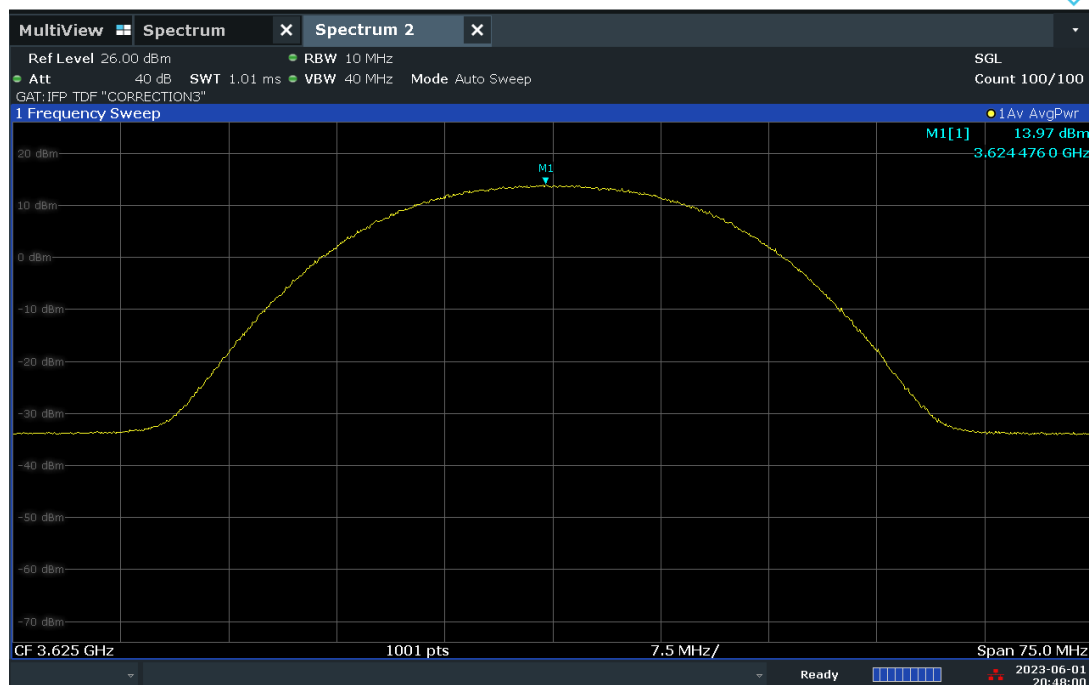 MultiView Spectrum X Spectrum 2 X
Ref Level 26.00 dBm RBW 10 MHz SGL
Att 40 dB SWT 1.01 ms VBW 40 MHz Mode Auto Sweep Count 100/100
GAT:IFP TDF "CORRECTION3"
1 Frequency Sweep 1Av AvgPwr
M1[1] 13.97 dBm
3.624 476 0 GHz
20 dBm
M1
10 dBm
0 dBm
-10 dBm
-20 dBm
-30 dBm
-40 dBm
-50 dBm
-60 dBm
-70 dBm
CF 3.625 GHz 1001 pts 7.5 MHz/ Span 75.0 MHz
Ready 2023-06-01
20:48:00